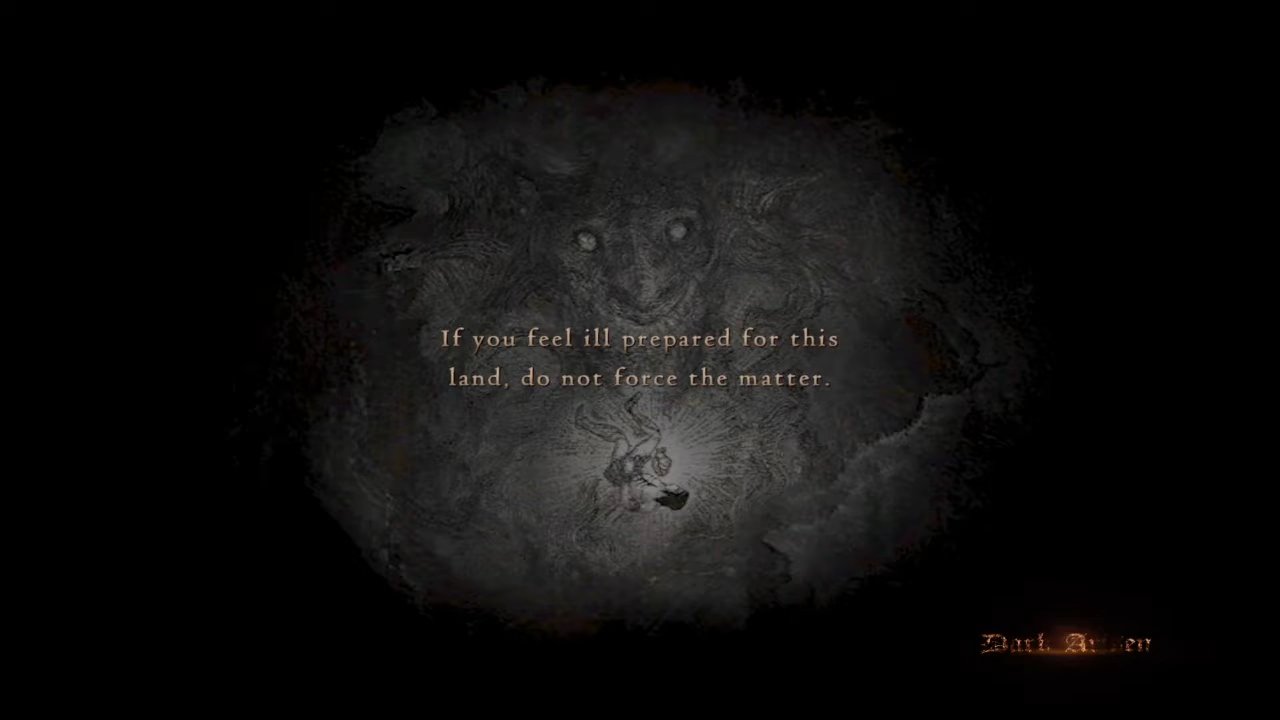 If you feel ill prepared for this
land, do not force the matter.
Dark Arisen